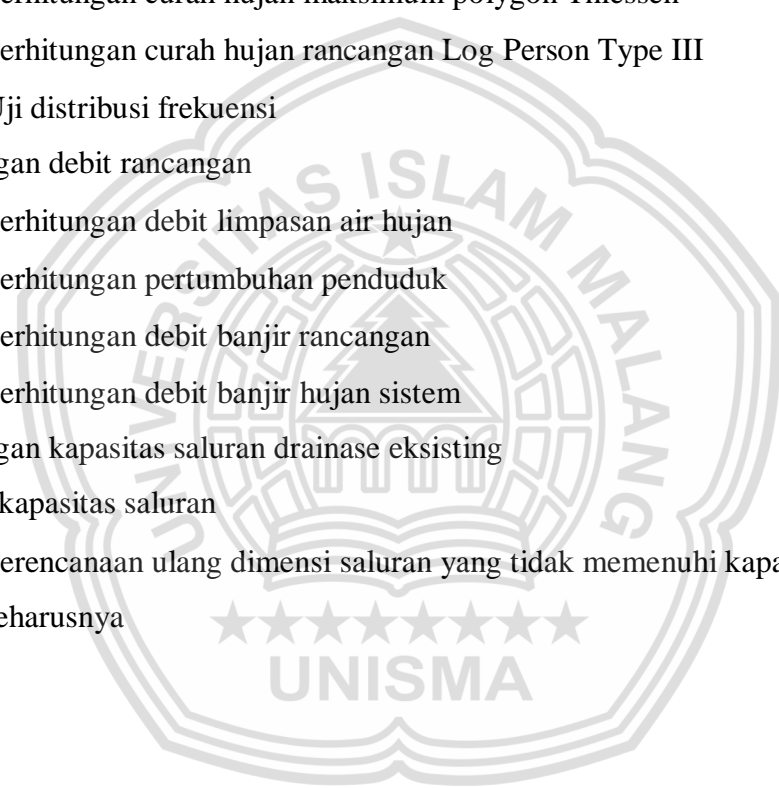 erhitungan curah hujan maksimum polygon Thiessen
erhitungan curah hujan rancangan Log Person Type III
Uji distribusi frekuensi
gan debit rancangan
erhitungan debit limpasan air hujan
erhitungan pertumbuhan penduduk
erhitungan debit banjir rancangan
erhitungan debit banjir hujan sistem
gan kapasitas saluran drainase eksisting
kapasitas saluran
erencanaan ulang dimensi saluran yang tidak memenuhi kapa
eharusnya
UNIVERSITAS ISLAM MALANG
UNISMA